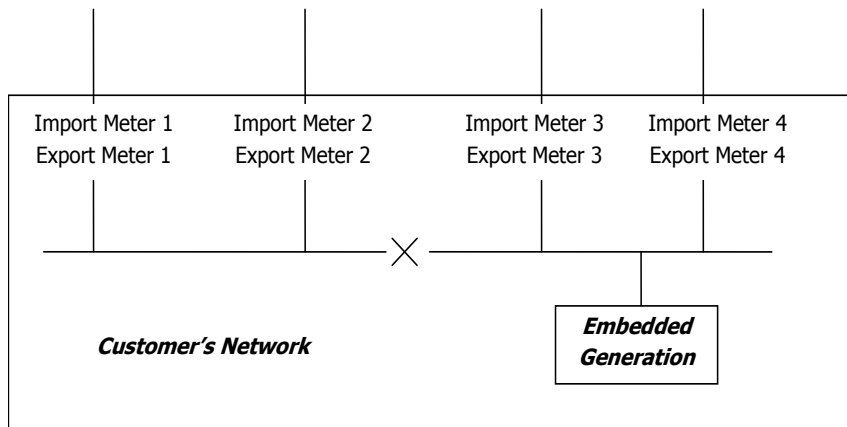 Import Meter 1 Import Meter 2 Import Meter 3 Import Meter 4
Export Meter 1 Export Meter 2 Export Meter 3 Export Meter 4
Customer's Network
Embedded
Generation